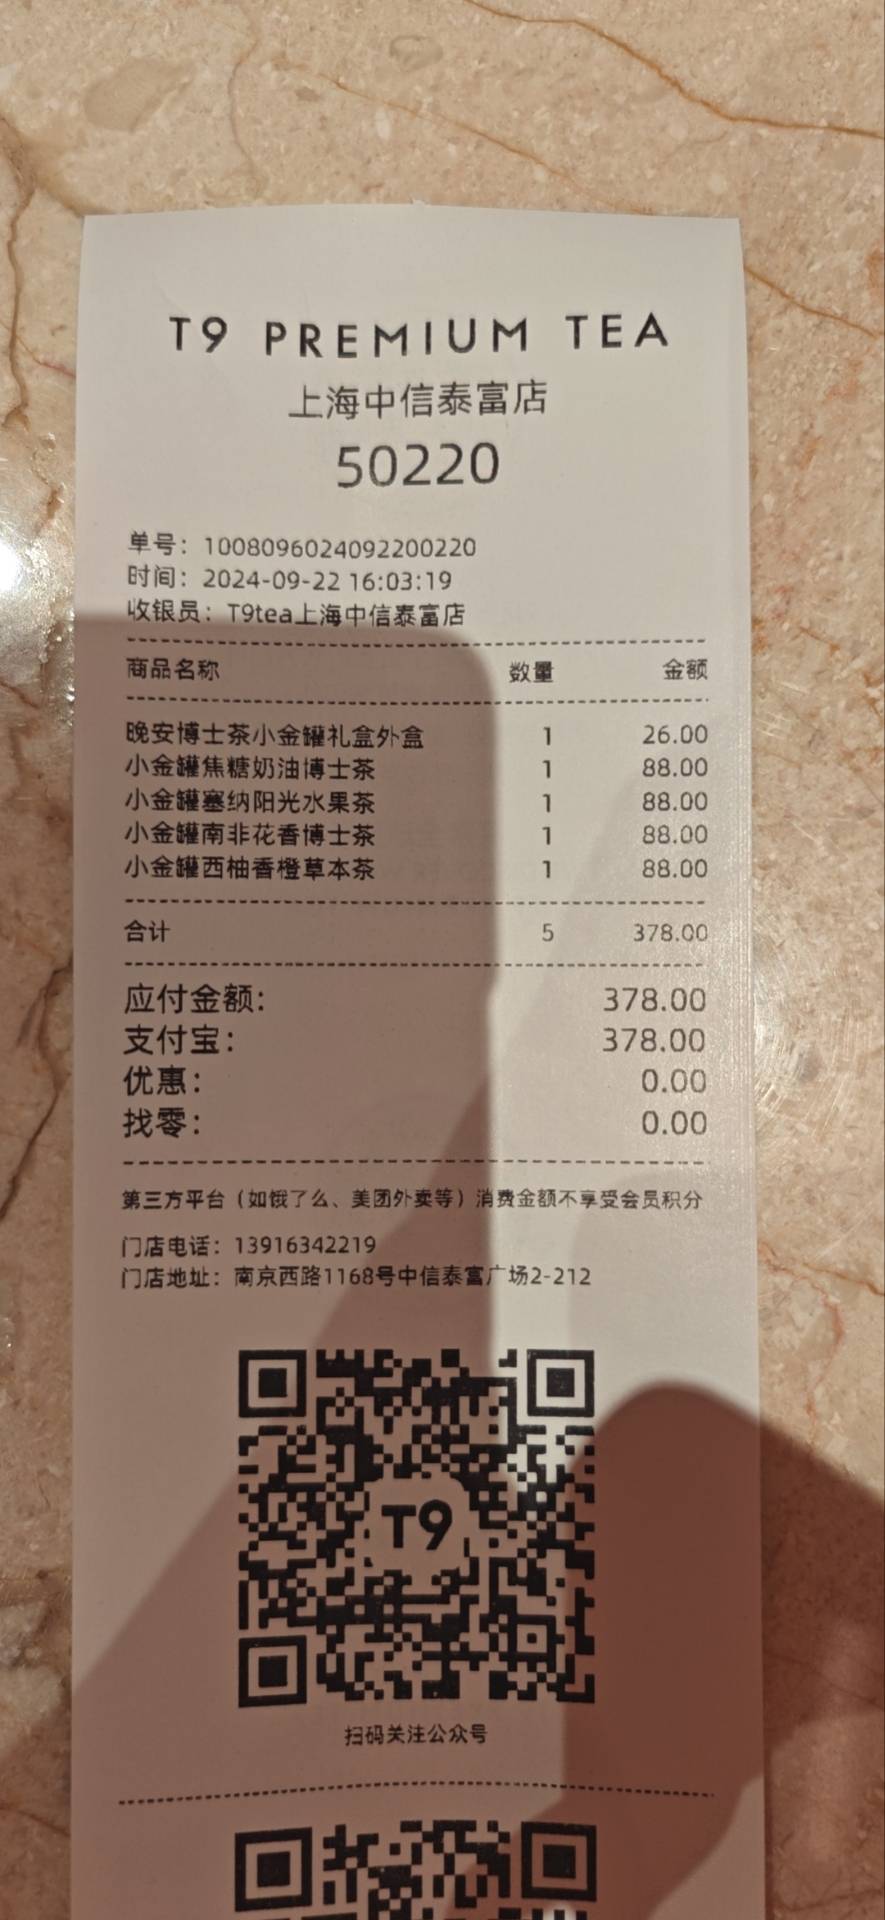 T9 PREMIUM TEA
上海中信泰富店
50220
单号：1008096024092200220
时间：2024-09-22 16:03:19
收银员：T9tea上海中信泰富店
商品名称 数量 金额
晚安博士茶小金罐礼盒外盒 1 26.00
小金罐焦糖奶油博士茶 1 88.00
小金罐塞纳阳光水果茶 1 88.00
小金罐南非花香博士茶 1 88.00
小金罐西柚香橙草本茶 1 88.00
合计 5 378.00
应付金额： 378.00
支付宝： 378.00
优惠： 0.00
找零： 0.00
第三方平台（如饿了么、美团外卖等）消费金额不享受会员积分
门店电话：13916342219
门店地址：南京西路1168号中信泰富广场2-212
T9
扫码关注公众号